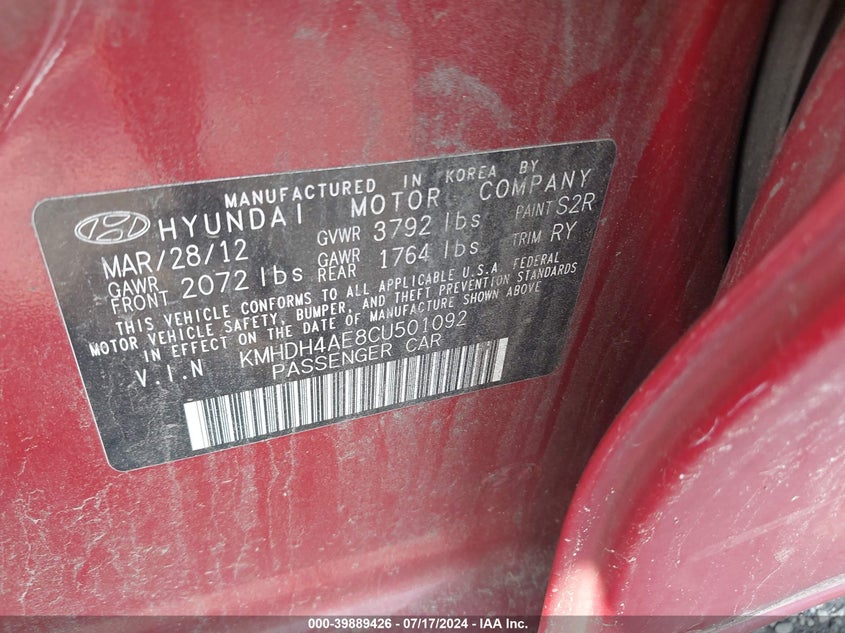 MANUFACTURED IN KOREA BY
HYUNDAI MOTOR COMPANY
MAR/28/12 GVWR 3792 lbs PAINT S2R
GAWR FRONT 2072 lbs GAWR REAR 1764 lbs TRIM RY
THIS VEHICLE CONFORMS TO ALL APPLICABLE U.S.A. FEDERAL
MOTOR VEHICLE SAFETY, BUMPER, AND THEFT PREVENTION STANDARDS
IN EFFECT ON THE DATE OF MANUFACTURE SHOWN ABOVE
V.I.N KMHDH4AE8CU501092
PASSENGER CAR
000-39889426 - 07/17/2024 - IAA Inc.